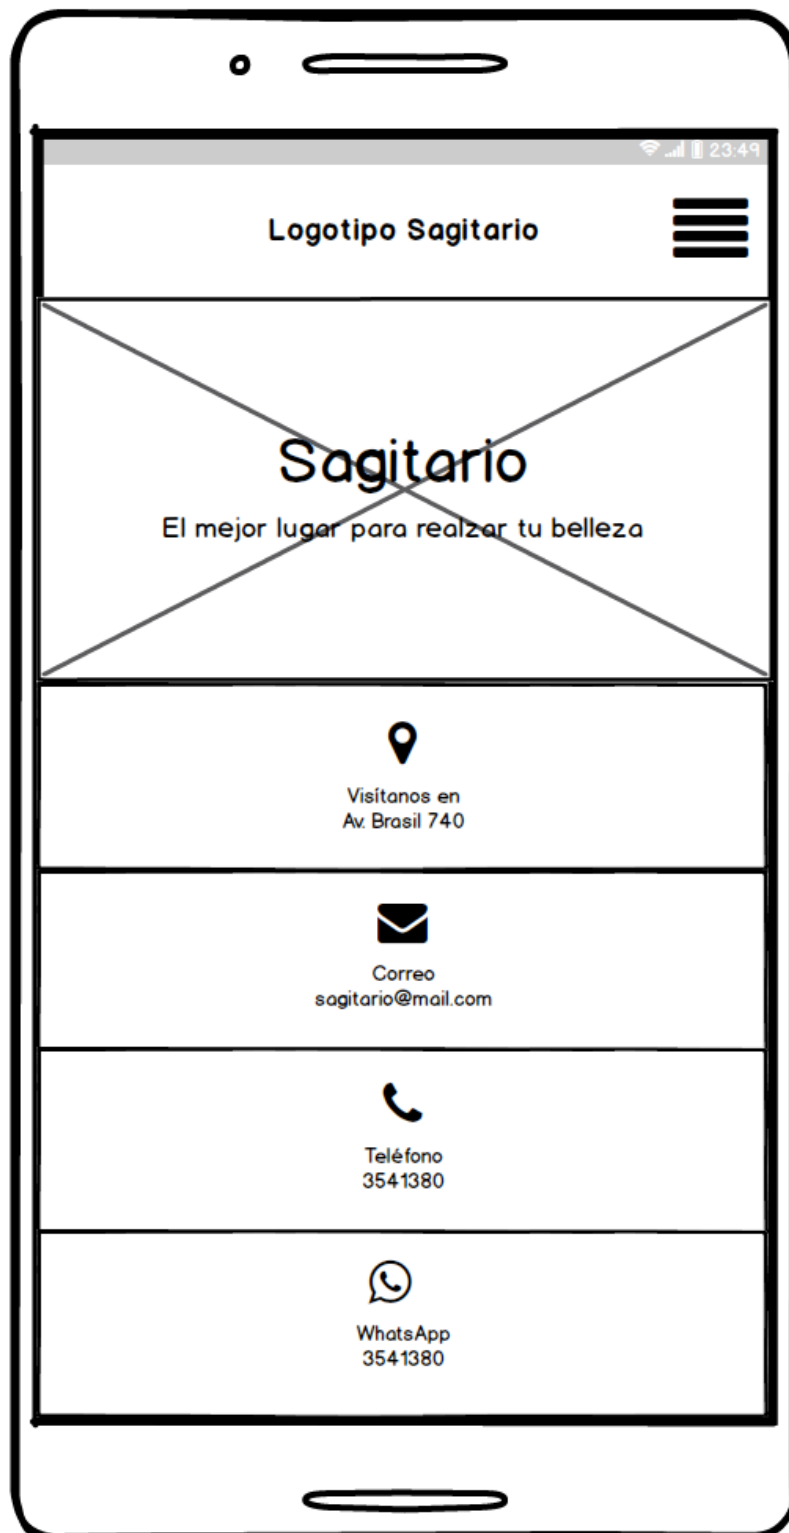 23:49
Logotipo Sagitario
Sagitario
El mejor lugar para realzar tu belleza
Visítanos en
Av. Brasil 740
Correo
sagitario@mail.com
Teléfono
3541380
WhatsApp
3541380